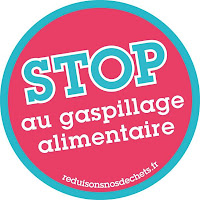 STOP
au gaspillage
alimentaire
reduisonsnosdechets.fr